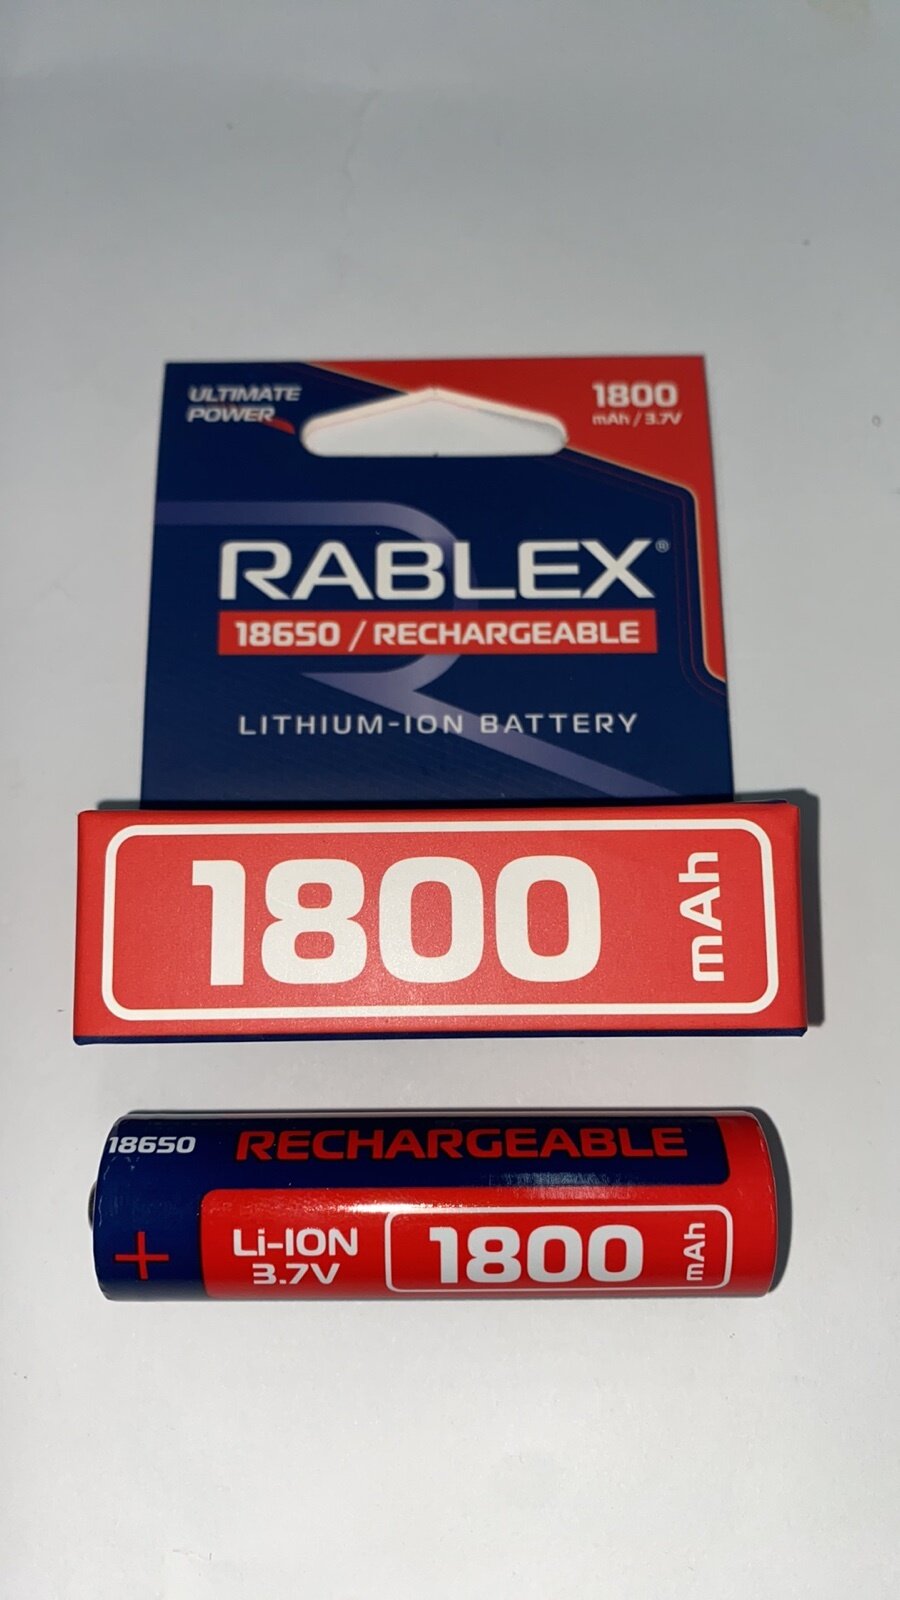 ULTIMATE
POWER
1800
mAh / 3.7V
RABLEX®
18650 / RECHARGEABLE
LITHIUM-ION BATTERY
1800 mAh
18650 RECHARGEABLE
+
Li-ION
3.7V
1800 mAh